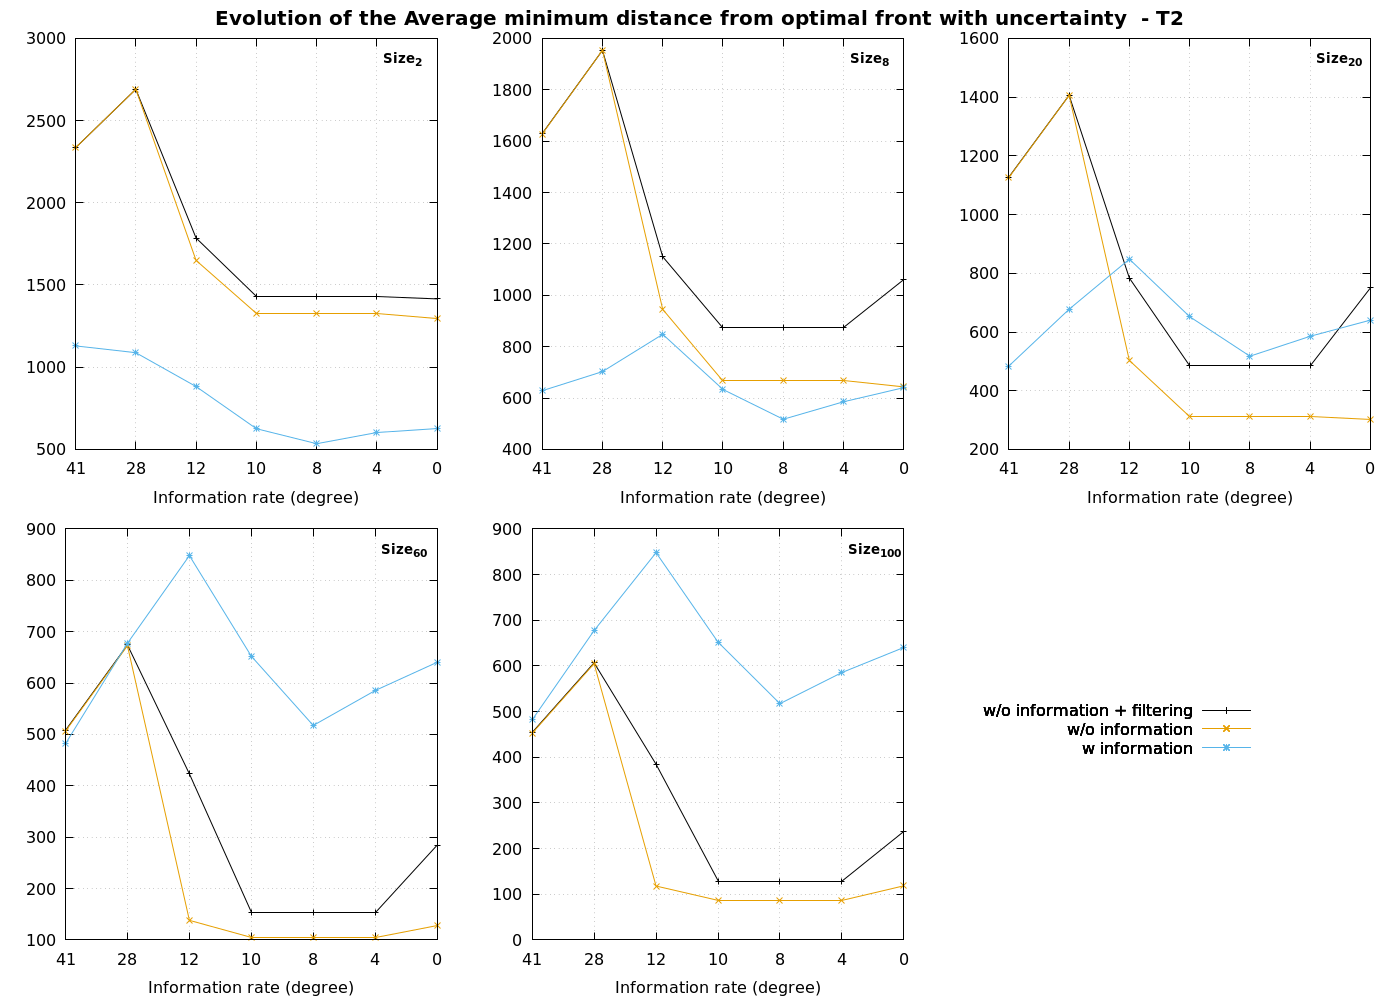 Evolution of the Average minimum distance from optimal front with uncertainty - T2
Size2
3000
2500
2000
1500
1000
500
41 28 12 10 8 4 0
Information rate (degree)
Size8
2000
1800
1600
1400
1200
1000
800
600
400
41 28 12 10 8 4 0
Information rate (degree)
Size20
1600
1400
1200
1000
800
600
400
200
41 28 12 10 8 4 0
Information rate (degree)
Size60
900
800
700
600
500
400
300
200
100
41 28 12 10 8 4 0
Information rate (degree)
Size100
900
800
700
600
500
400
300
200
100
0
41 28 12 10 8 4 0
Information rate (degree)
w/o information + filtering
w/o information
w information